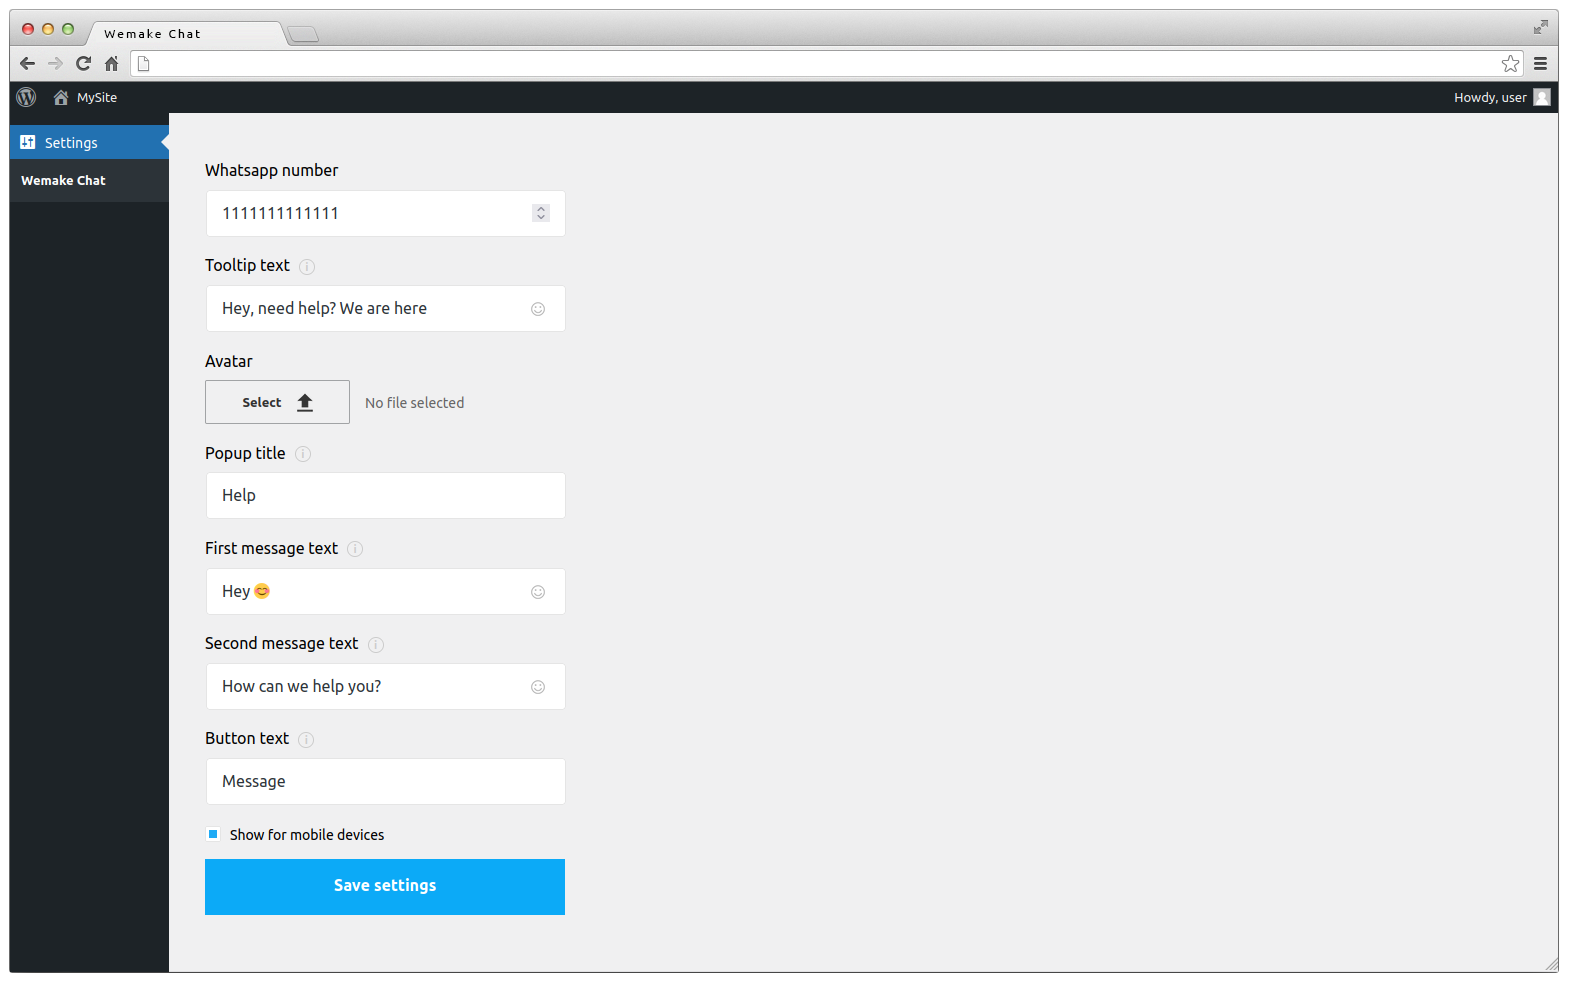 Wemake Chat
MySite
Howdy, user
Settings
Wemake Chat
Whatsapp number
1111111111111
Tooltip text
Hey, need help? We are here
Avatar
Select
No file selected
Popup title
Help
First message text
Hey 😊
Second message text
How can we help you?
Button text
Message
Show for mobile devices
Save settings